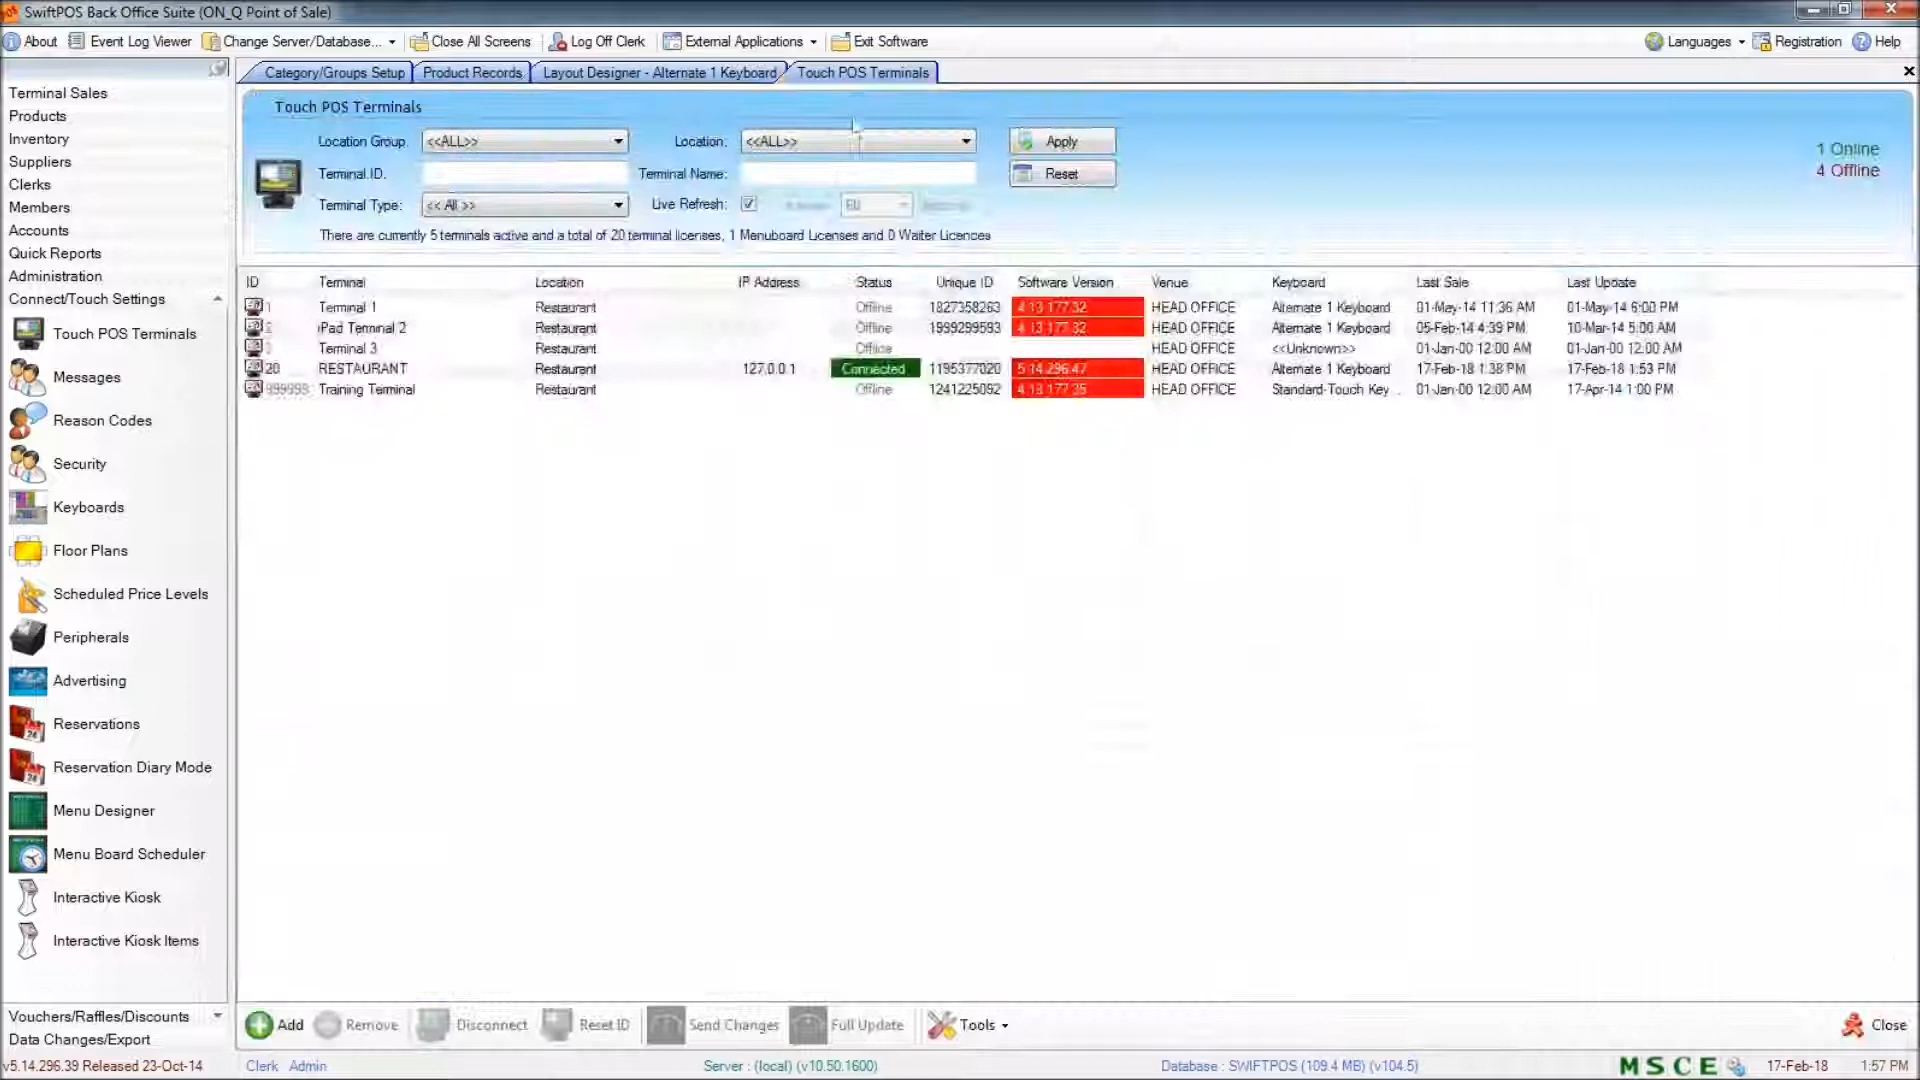 SwiftPOS Back Office Suite (ON_Q Point of Sale)
About Event Log Viewer Change Server/Database... Close All Screens Log Off Clerk External Applications Exit Software Languages Registration Help
Category/Groups Setup Product Records Layout Designer - Alternate 1 Keyboard Touch POS Terminals
Terminal Sales
Products
Inventory
Suppliers
Clerks
Members
Accounts
Quick Reports
Administration
Connect/Touch Settings
Touch POS Terminals
Messages
Reason Codes
Security
Keyboards
Floor Plans
Scheduled Price Levels
Peripherals
Advertising
Reservations
Reservation Diary Mode
Menu Designer
Menu Board Scheduler
Interactive Kiosk
Interactive Kiosk Items
Vouchers/Raffles/Discounts
Data Changes/Export
Touch POS Terminals
Location Group: <<ALL>> Location: <<ALL>> Apply
Terminal ID: Terminal Name: Reset
Terminal Type: << All >> Live Refresh:
1 Online
4 Offline
There are currently 5 terminals active and a total of 20 terminal licenses, 1 Menuboard Licenses and 0 Waiter Licences
ID Terminal Location IP Address Status Unique ID Software Version Venue Keyboard Last Sale Last Update
1 Terminal 1 Restaurant Offline 1827358263 4.13.177.32 HEAD OFFICE Alternate 1 Keyboard 01-May-14 11:36 AM 01-May-14 6:00 PM
2 iPad Terminal 2 Restaurant Offline 1999299593 4.13.177.32 HEAD OFFICE Alternate 1 Keyboard 05-Feb-14 4:39 PM 10-Mar-14 5:00 AM
3 Terminal 3 Restaurant Offline HEAD OFFICE <<Unknown>> 01-Jan-00 12:00 AM 01-Jan-00 12:00 AM
20 RESTAURANT Restaurant 127.0.0.1 Connected 1195377020 5.14.296.47 HEAD OFFICE Alternate 1 Keyboard 17-Feb-18 1:38 PM 17-Feb-18 1:53 PM
999999 Training Terminal Restaurant Offline 1241225092 HEAD OFFICE Standard-Touch Key... 01-Jan-00 12:00 AM 17-Apr-14 1:00 PM
Add Remove Disconnect Reset ID Send Changes Full Update Tools Close
v5.14.296.39 Released 23-Oct-14 Clerk Admin Server : (local) (v10.50.1600) Database : SWIFTPOS (109.4 MB) (v104.5) M S C E 17-Feb-18 1:57 PM